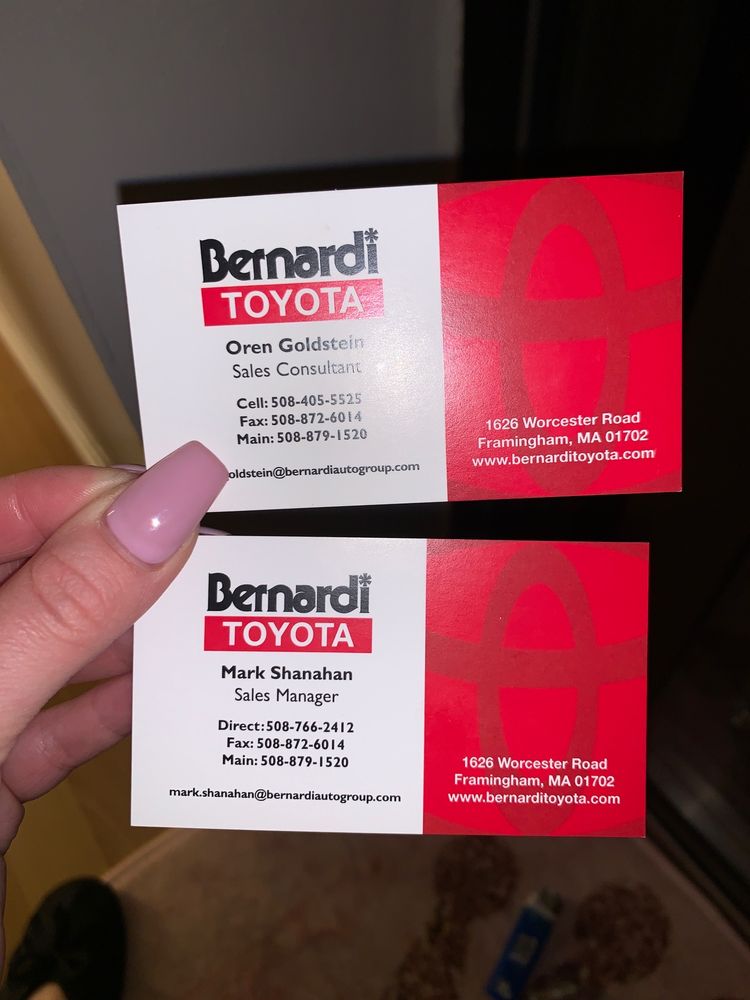 Bernardi*
TOYOTA
Oren Goldstein
Sales Consultant
Cell: 508-405-5525
Fax: 508-872-6014
Main: 508-879-1520
oldstein@bernardiautogroup.com
1626 Worcester Road
Framingham, MA 01702
www.bernarditoyota.com
Bernardi*
TOYOTA
Mark Shanahan
Sales Manager
Direct: 508-766-2412
Fax: 508-872-6014
Main: 508-879-1520
mark.shanahan@bernardiautogroup.com
1626 Worcester Road
Framingham, MA 01702
www.bernarditoyota.com